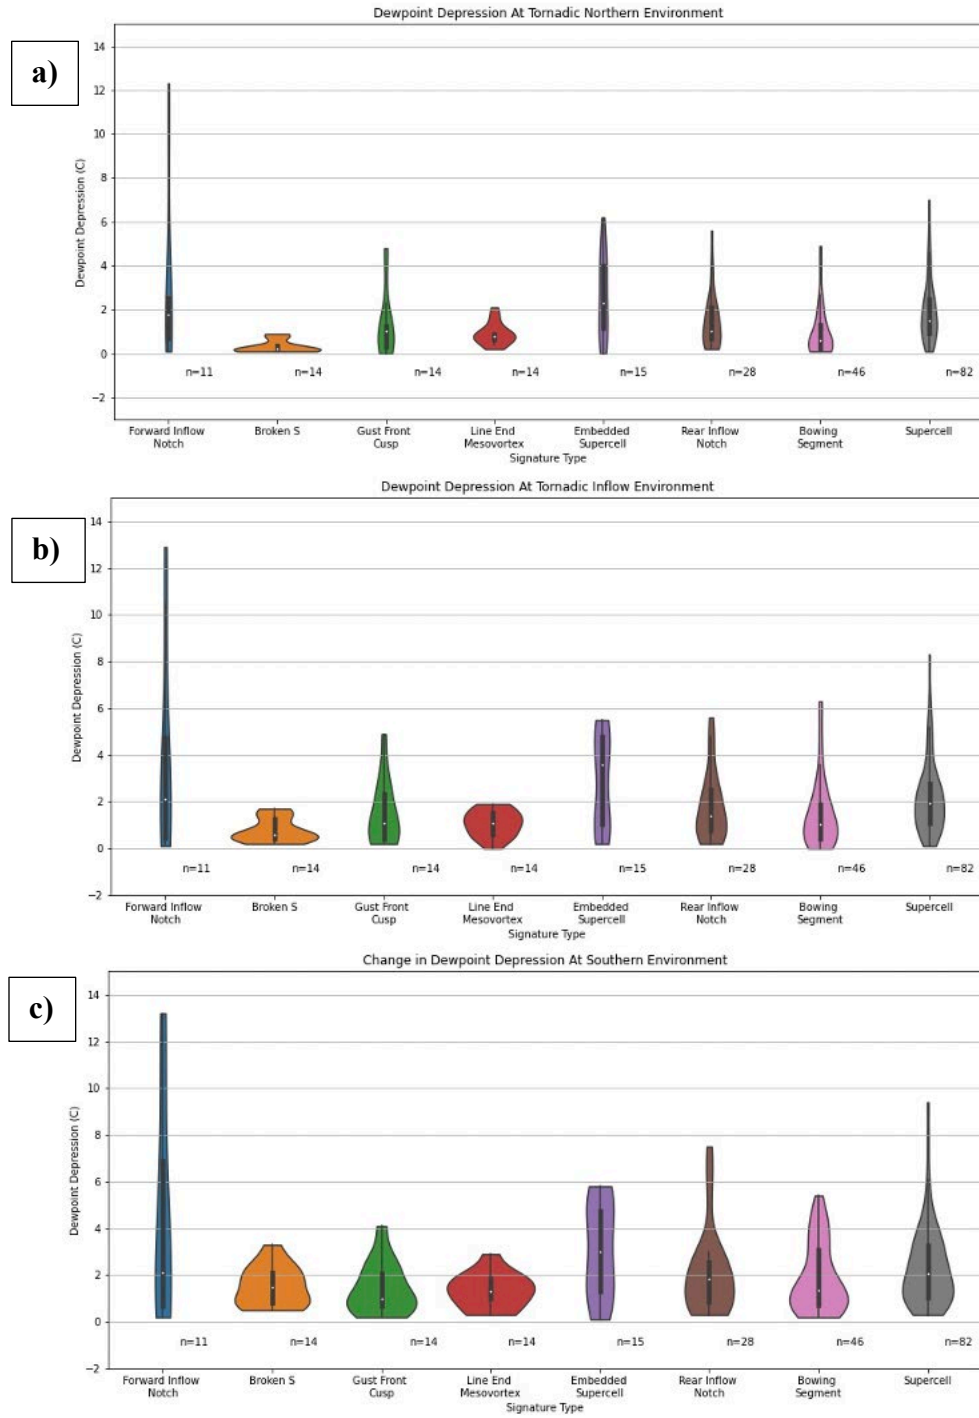 Dewpoint Depression At Tornadic Northern Environment
a)
14
12
10
8
6
4
2
0
−2
Dewpoint Depression (C)
n=11 n=14 n=14 n=14 n=15 n=28 n=46 n=82
Forward Inflow Broken S Gust Front Line End Embedded Rear Inflow Bowing Supercell
Notch Cusp Mesovortex Supercell Notch Segment
Signature Type
Dewpoint Depression At Tornadic Inflow Environment
b)
14
12
10
8
6
4
2
0
−2
Dewpoint Depression (C)
n=11 n=14 n=14 n=14 n=15 n=28 n=46 n=82
Forward Inflow Broken S Gust Front Line End Embedded Rear Inflow Bowing Supercell
Notch Cusp Mesovortex Supercell Notch Segment
Signature Type
Change in Dewpoint Depression At Southern Environment
c)
14
12
10
8
6
4
2
0
−2
Dewpoint Depression (C)
n=11 n=14 n=14 n=14 n=15 n=28 n=46 n=82
Forward Inflow Broken S Gust Front Line End Embedded Rear Inflow Bowing Supercell
Notch Cusp Mesovortex Supercell Notch Segment
Signature Type